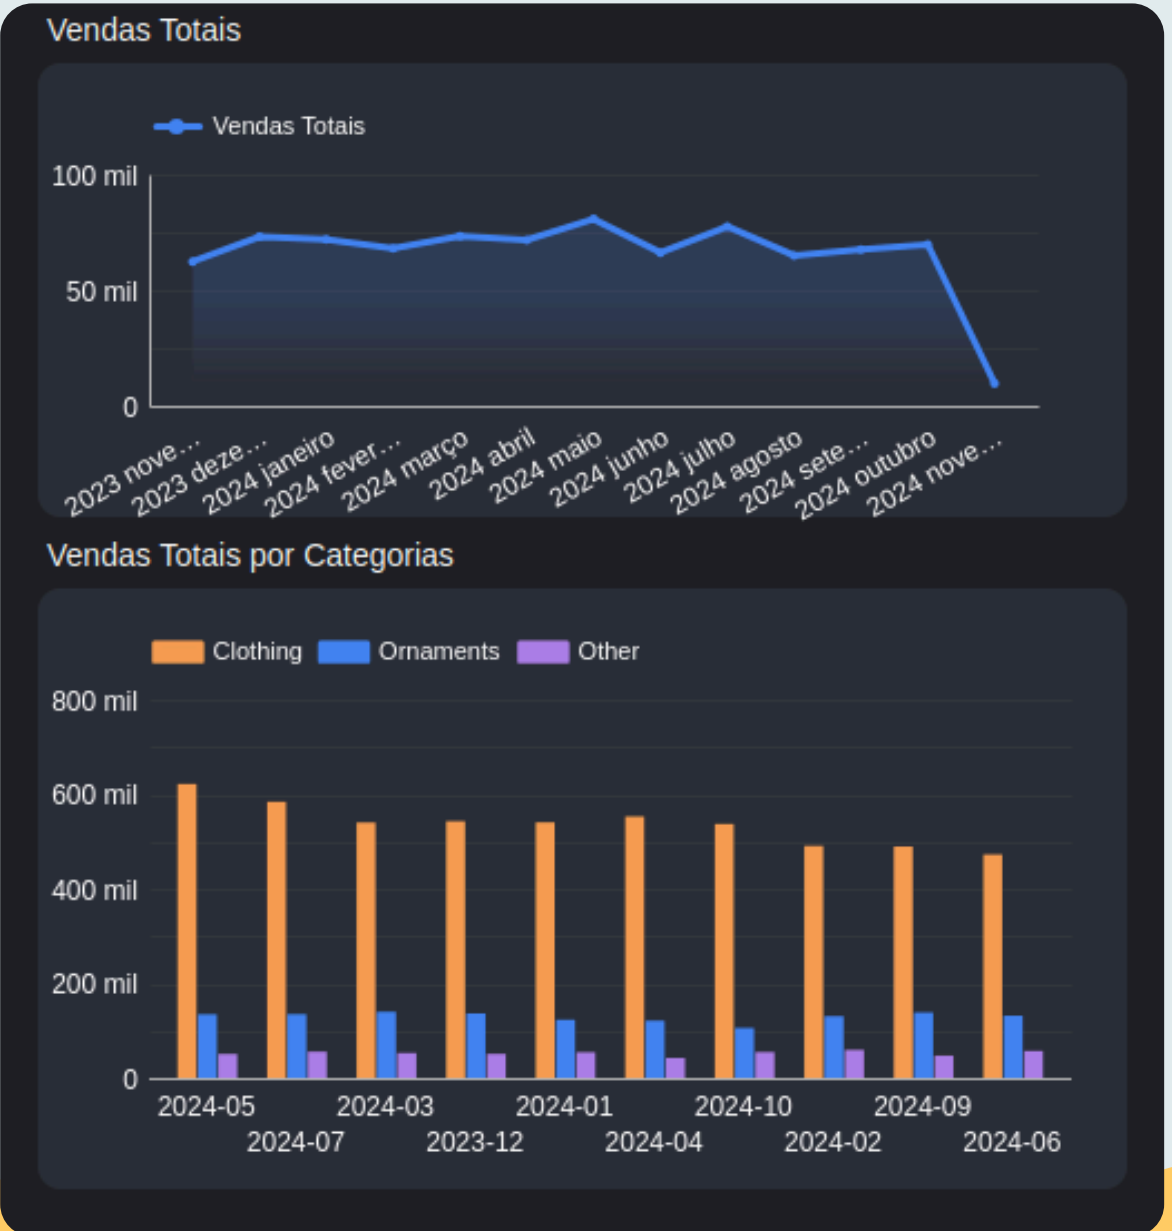 Vendas Totais
Vendas Totais
100 mil
50 mil
0
2023 nove...
2023 deze...
2024 janeiro
2024 fever...
2024 março
2024 abril
2024 maio
2024 junho
2024 julho
2024 agosto
2024 sete...
2024 outubro
2024 nove...
Vendas Totais por Categorias
Clothing Ornaments Other
800 mil
600 mil
400 mil
200 mil
0
2024-05 2024-03 2024-01 2024-10 2024-09
2024-07 2023-12 2024-04 2024-02 2024-06